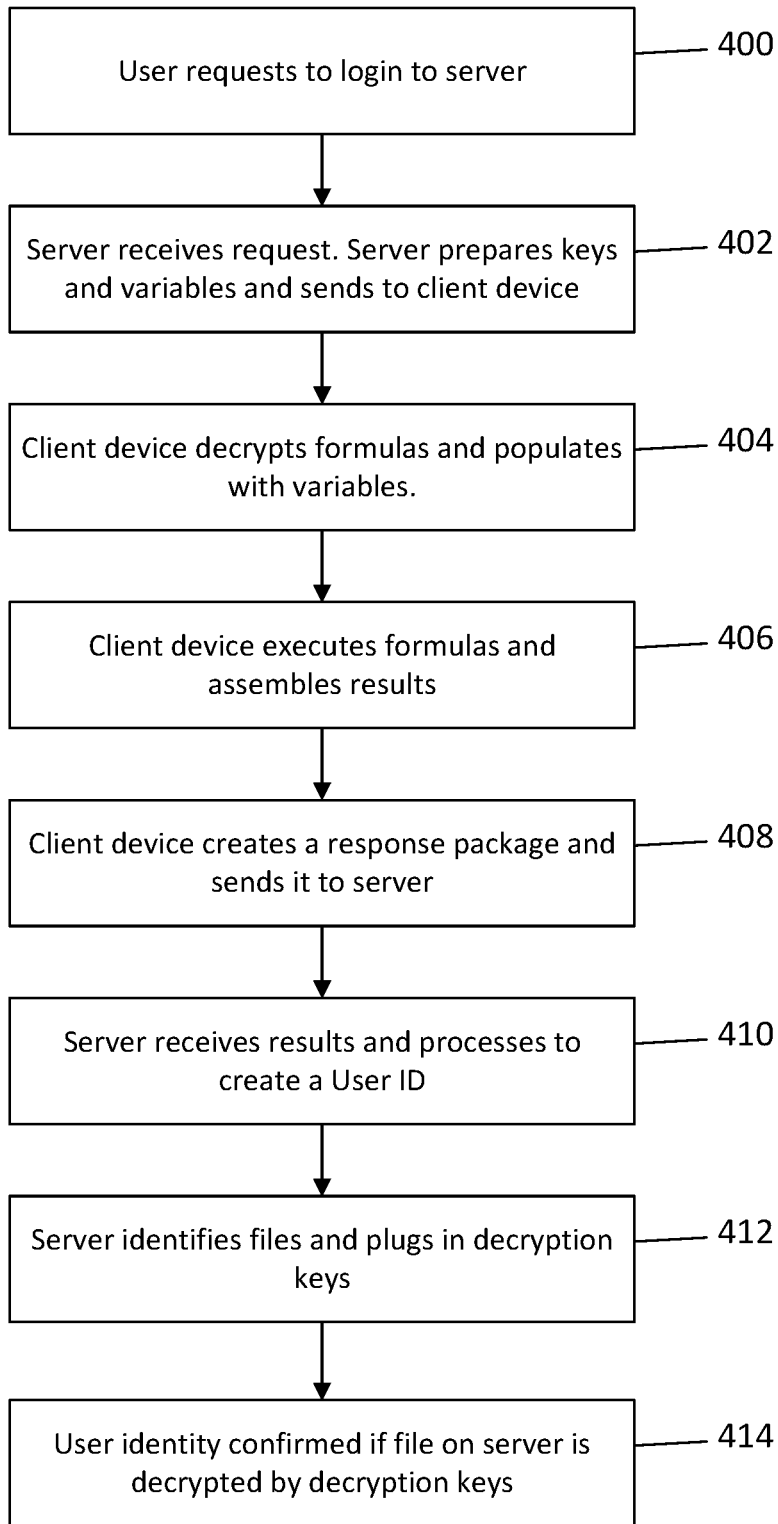 User requests to login to server
400
Server receives request. Server prepares keys
and variables and sends to client device
402
Client device decrypts formulas and populates
with variables.
404
Client device executes formulas and
assembles results
406
Client device creates a response package and
sends it to server
408
Server receives results and processes to
create a User ID
410
Server identifies files and plugs in decryption
keys
412
User identity confirmed if file on server is
decrypted by decryption keys
414